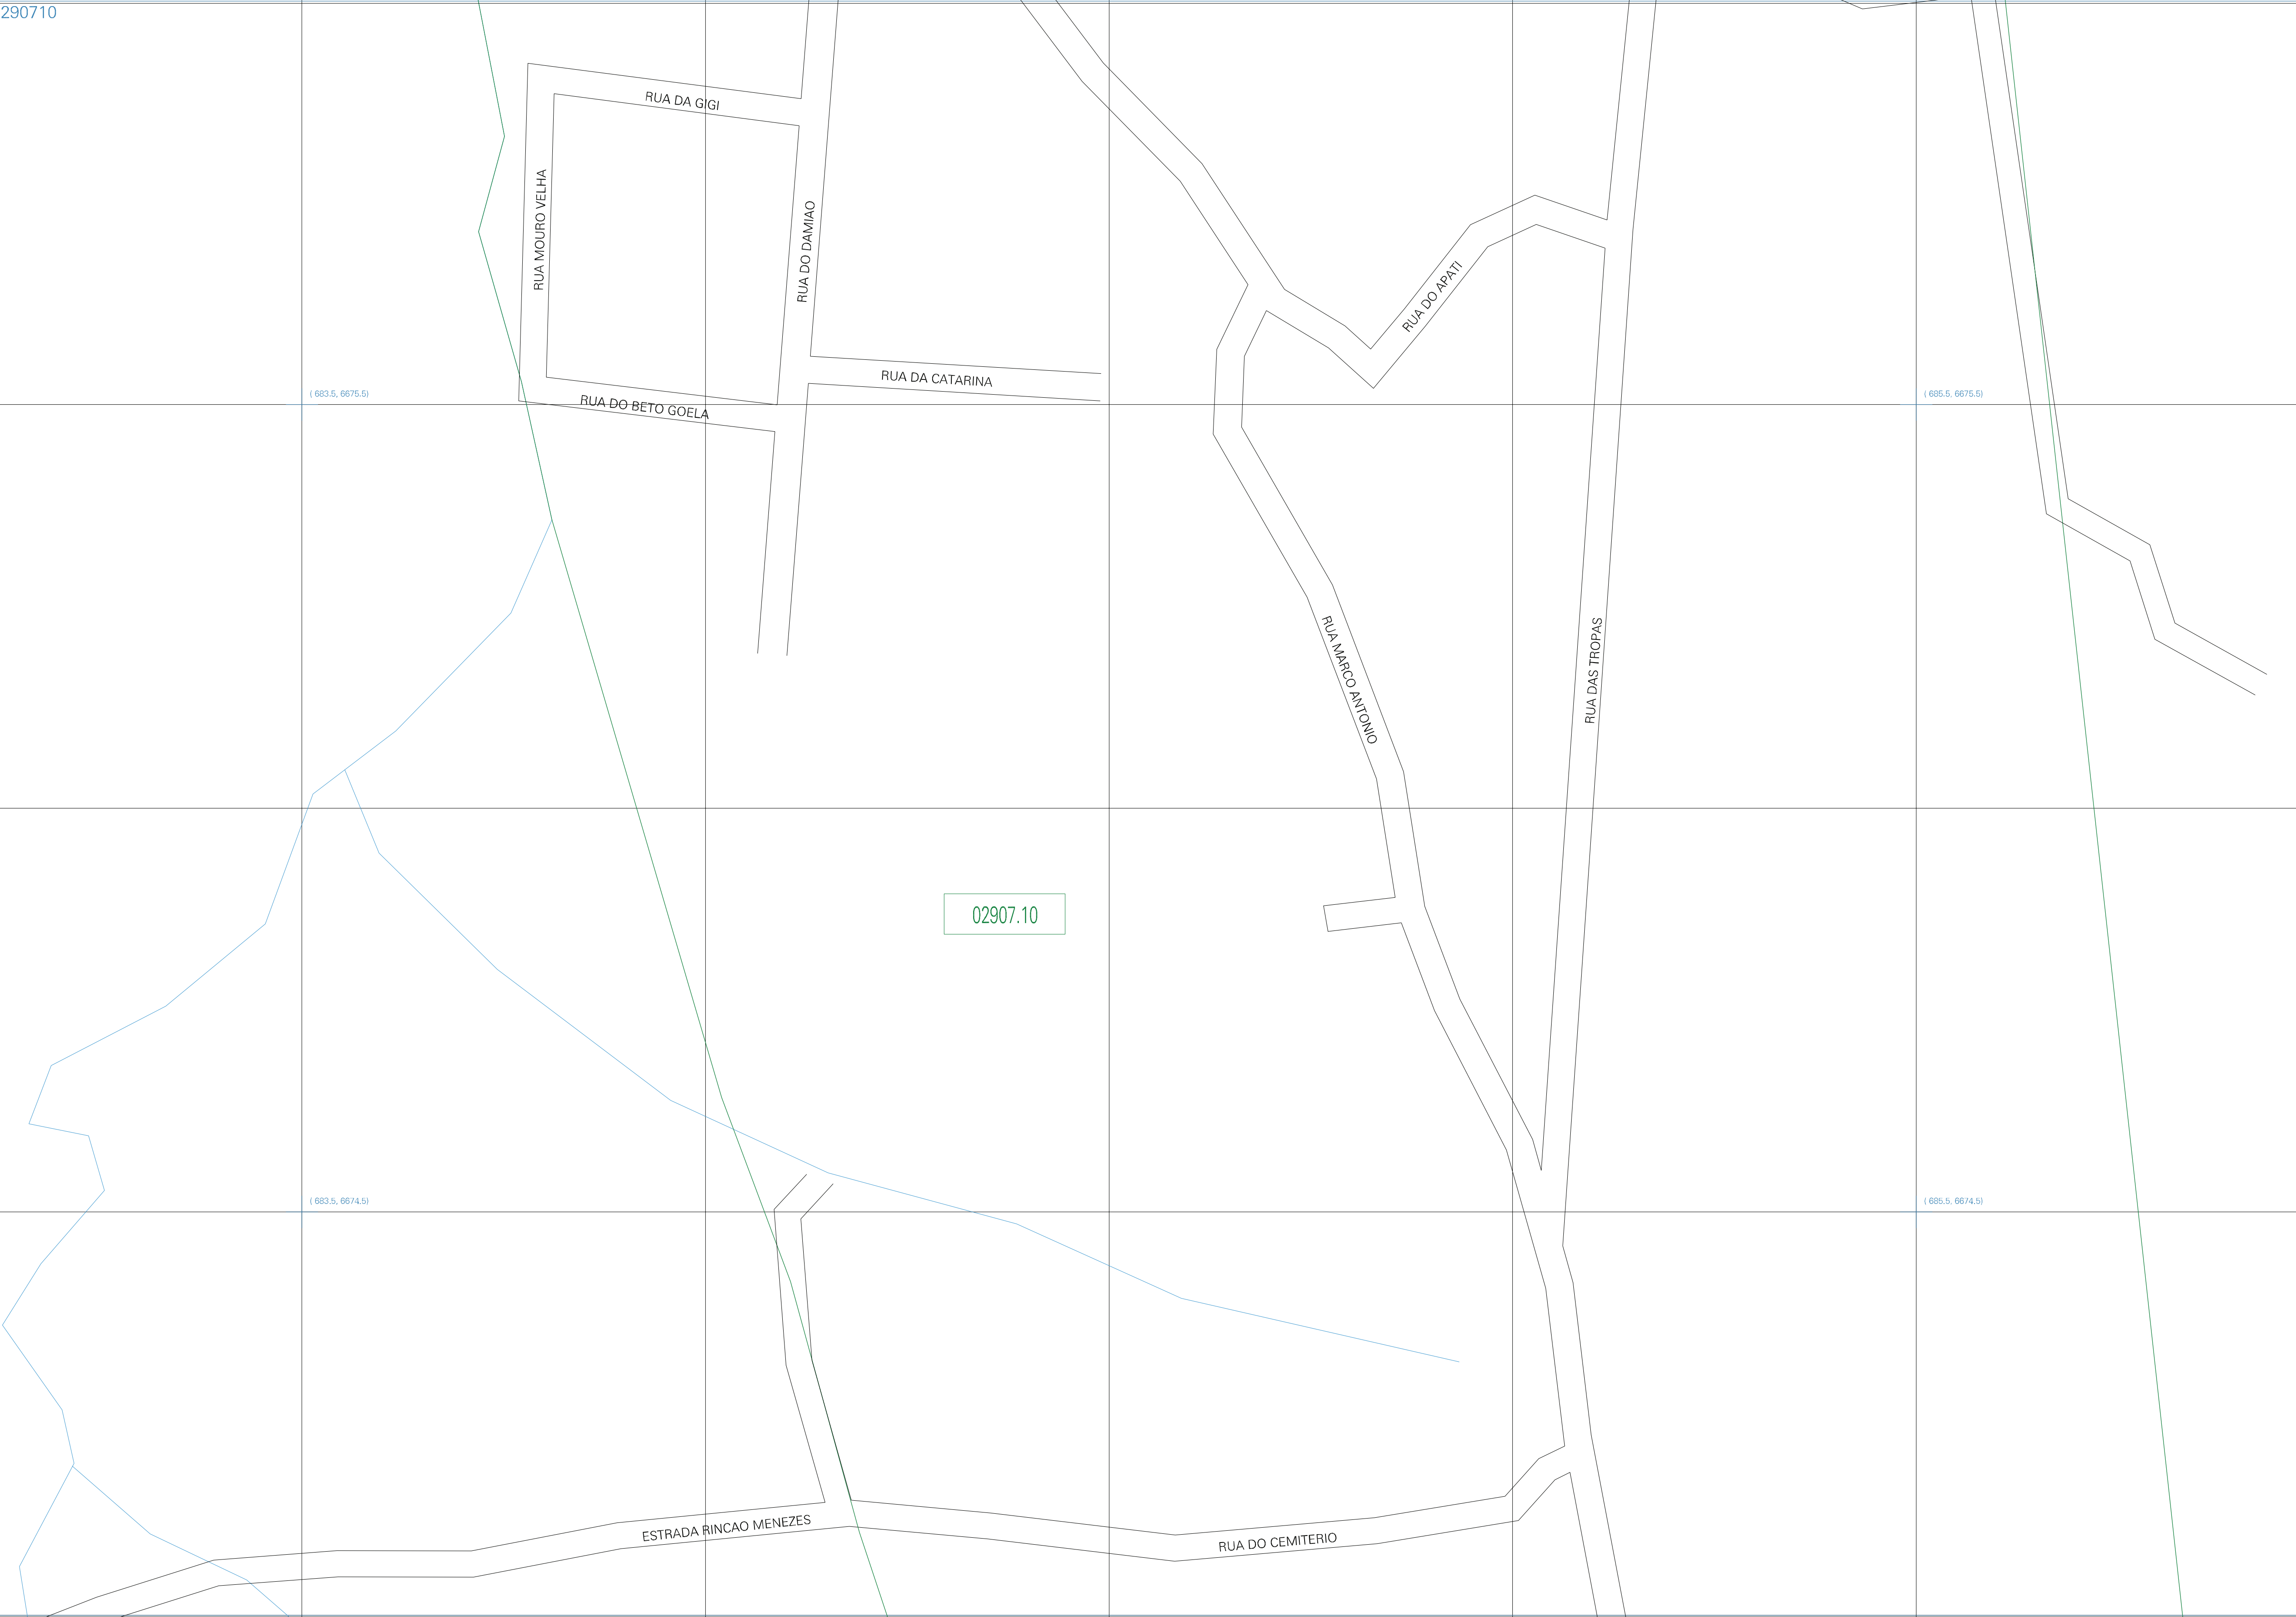 290710
RUA DA GIGI
RUA MOURO VELHA
RUA DO DAMIAO
RUA DO APATI
RUA DA CATARINA
( 683.5, 6675.5)
( 685.5, 6675.5)
RUA DO BETO GOELA
RUA MARCO ANTONIO
RUA DAS TROPAS
02907.10
( 683.5, 6674.5)
( 685.5, 6674.5)
ESTRADA RINCAO MENEZES
RUA DO CEMITERIO